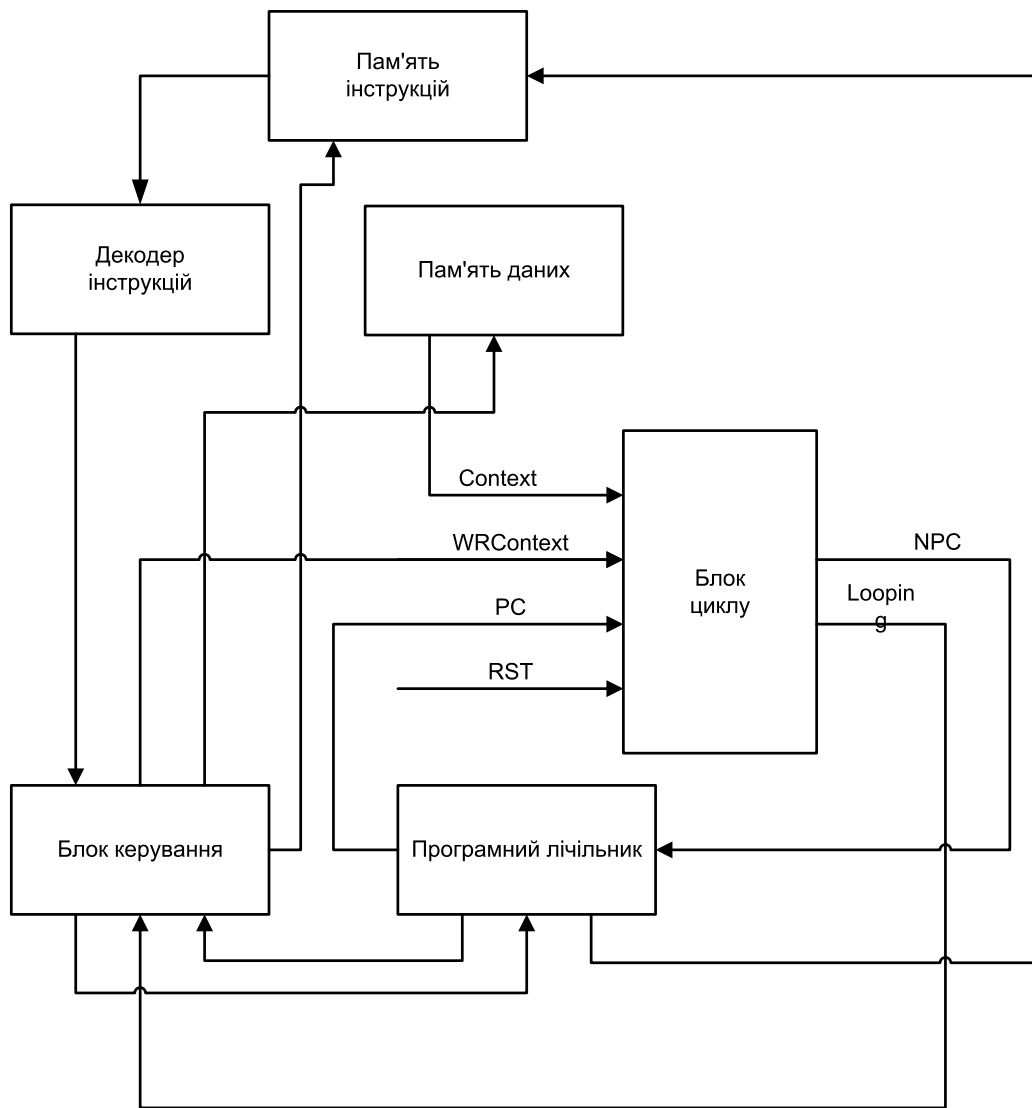 Пам'ять
інструкцій
Декодер
інструкцій
Пам'ять даних
Context
WRContext
NPC
Блок
циклу
Loopin
g
PC
RST
Блок керування
Програмний лічільник